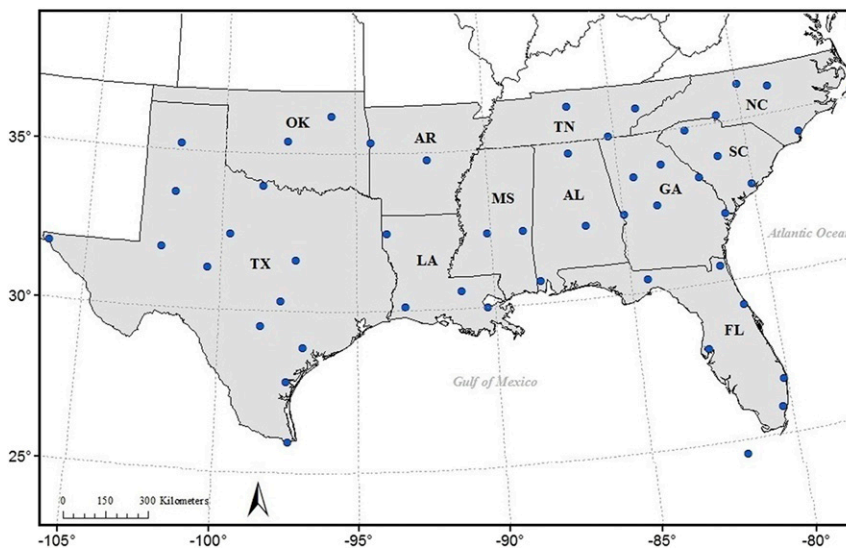 35°
30°
25°
OK
AR
TN
NC
SC
MS
AL
GA
TX
LA
FL
Atlantic Ocean
Gulf of Mexico
0 150 300 Kilometers
-105 -100 -95 -90 -85 -80